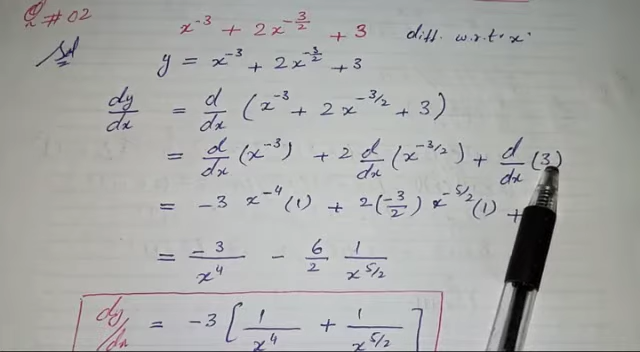 Q # 02 x⁻³ + 2x^(-3/2) + 3 diff. w.r.t. x.
Sol y = x⁻³ + 2x^(-3/2) + 3
dy/dx = d/dx (x⁻³ + 2x^(-3/2) + 3)
= d/dx (x⁻³) + 2 d/dx (x^(-3/2)) + d/dx (3)
= -3 x⁻⁴ (1) + 2(-3/2) x^(-5/2) (1) +
= -3/x⁴ - 6/2 1/x^(5/2)
dy/dx = -3 [1/x⁴ + 1/x^(5/2)]